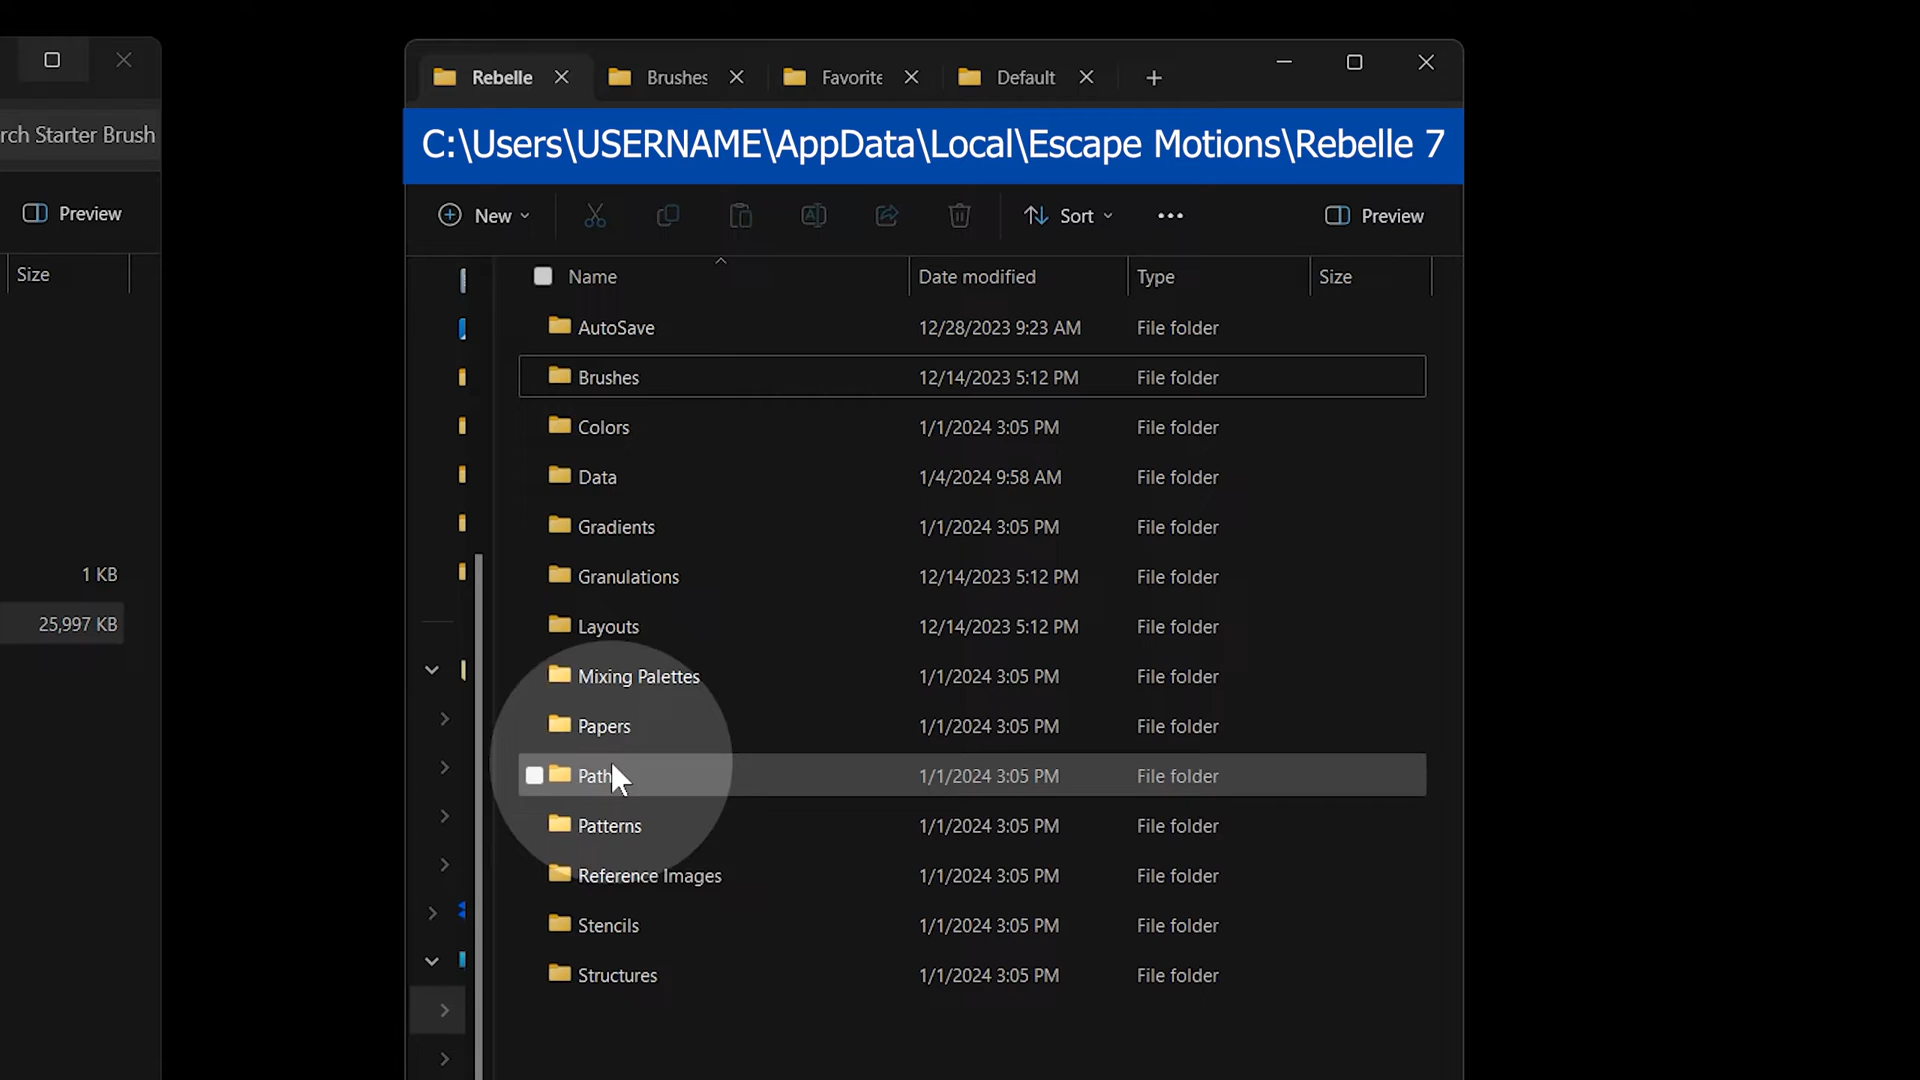 Rebelle
Brushes
Favorite
Default
rch Starter Brush
C:\Users\USERNAME\AppData\Local\Escape Motions\Rebelle 7
Preview
New
Sort
Preview
Size
Name
Date modified
Type
Size
AutoSave 12/28/2023 9:23 AM File folder
Brushes 12/14/2023 5:12 PM File folder
Colors 1/1/2024 3:05 PM File folder
Data 1/4/2024 9:58 AM File folder
Gradients 1/1/2024 3:05 PM File folder
1 KB
Granulations 12/14/2023 5:12 PM File folder
25,997 KB
Layouts 12/14/2023 5:12 PM File folder
Mixing Palettes 1/1/2024 3:05 PM File folder
Papers 1/1/2024 3:05 PM File folder
Path 1/1/2024 3:05 PM File folder
Patterns 1/1/2024 3:05 PM File folder
Reference Images 1/1/2024 3:05 PM File folder
Stencils 1/1/2024 3:05 PM File folder
Structures 1/1/2024 3:05 PM File folder